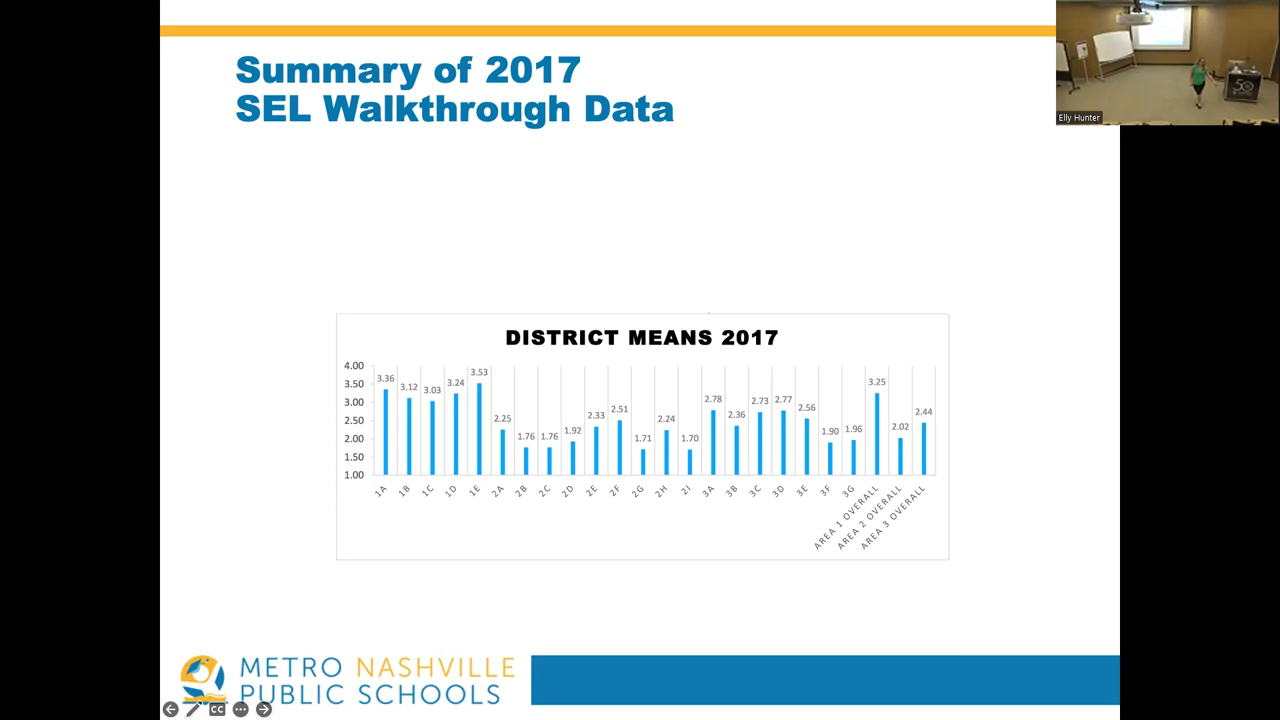 Summary of 2017
SEL Walkthrough Data
Elly Hunter
50
DISTRICT MEANS 2017
4.00
3.50
3.00
2.50
2.00
1.50
1.00
3.36
3.12
3.03
3.24
3.53
2.25
1.76
1.76
1.92
2.33
2.51
1.71
2.24
1.70
2.78
2.36
2.73
2.77
2.56
1.90
1.96
3.25
2.02
2.44
1A
1B
1C
1D
1E
2A
2B
2C
2D
2E
2F
2G
2H
2I
3A
3B
3C
3D
3E
3F
3G
AREA 1 OVERALL
AREA 2 OVERALL
AREA 3 OVERALL
METRO NASHVILLE
PUBLIC SCHOOLS
CC